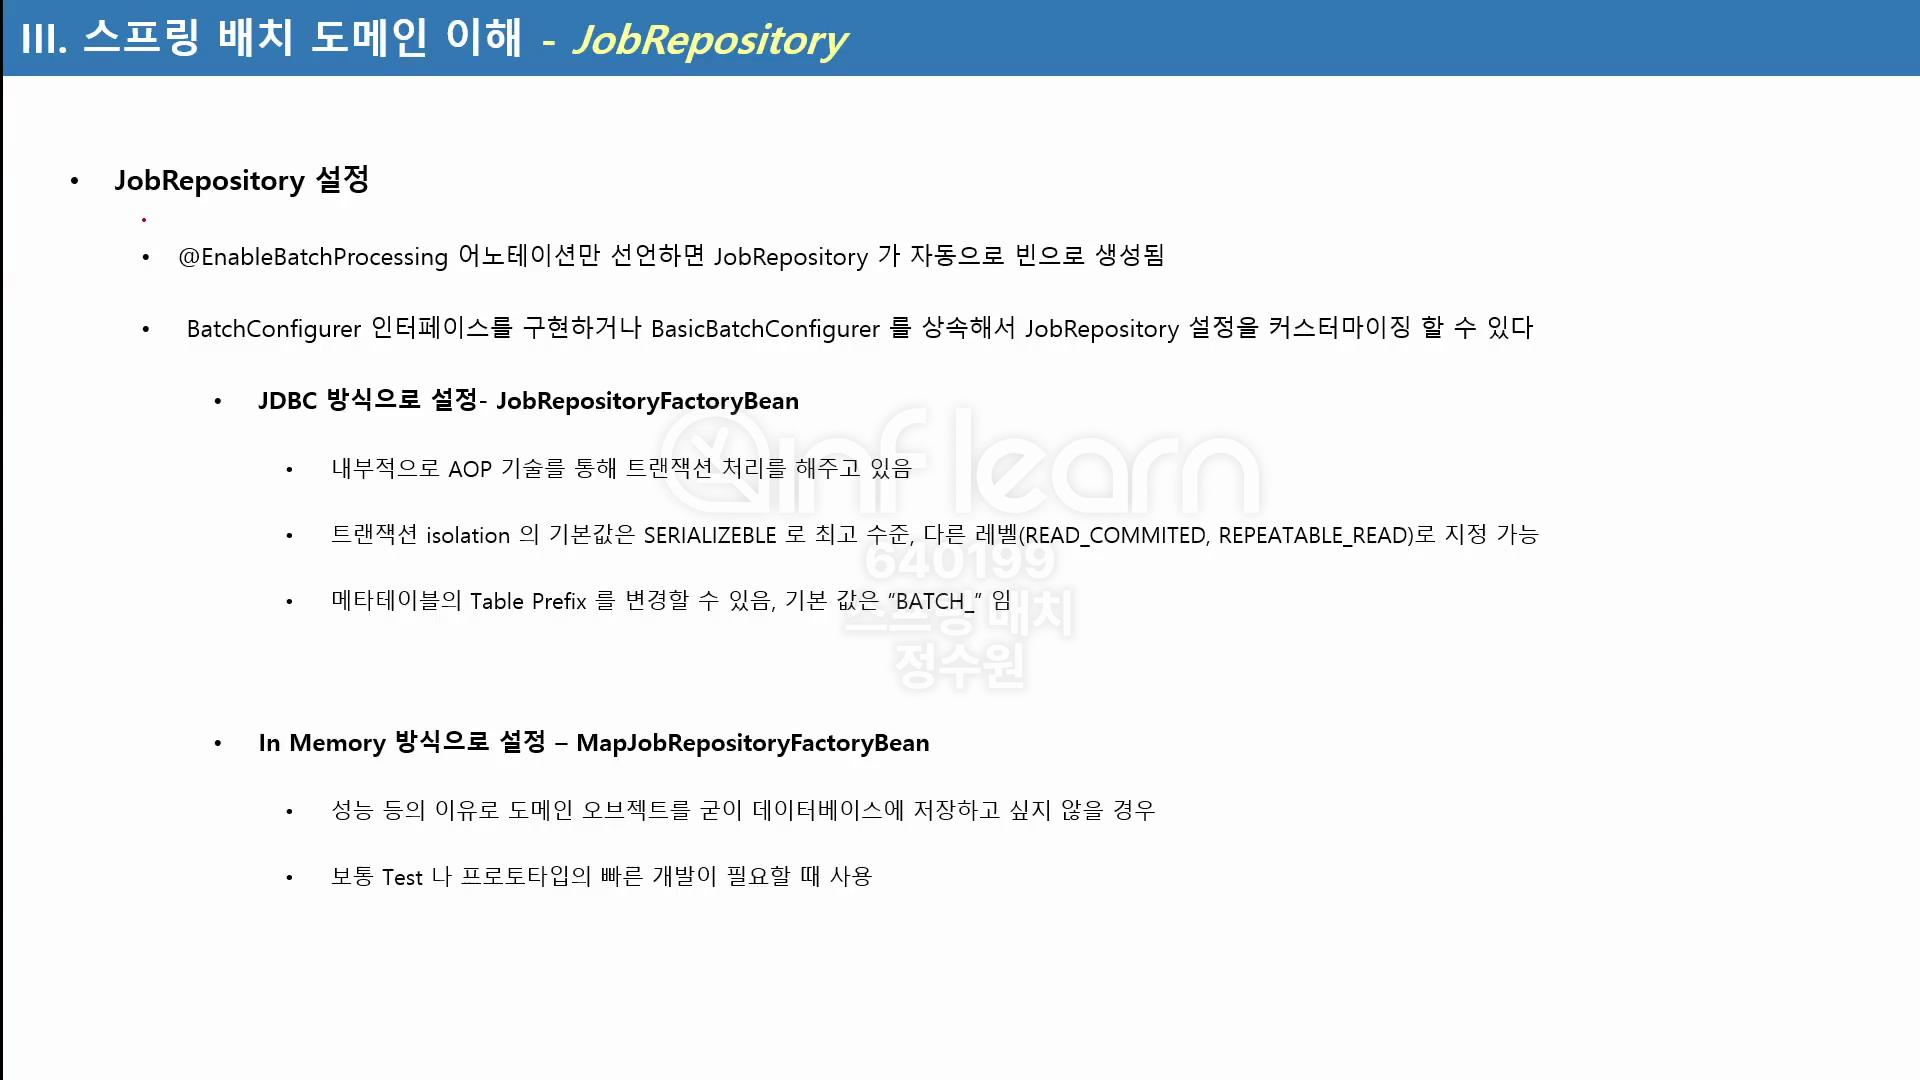 III. 스프링 배치 도메인 이해 - JobRepository
• JobRepository 설정
•
• @EnableBatchProcessing 어노테이션만 선언하면 JobRepository 가 자동으로 빈으로 생성됨
• BatchConfigurer 인터페이스를 구현하거나 BasicBatchConfigurer 를 상속해서 JobRepository 설정을 커스터마이징 할 수 있다
• JDBC 방식으로 설정- JobRepositoryFactoryBean
• 내부적으로 AOP 기술를 통해 트랜잭션 처리를 해주고 있음
• 트랜잭션 isolation 의 기본값은 SERIALIZEBLE 로 최고 수준, 다른 레벨(READ_COMMITED, REPEATABLE_READ)로 지정 가능
• 메타테이블의 Table Prefix 를 변경할 수 있음, 기본 값은 “BATCH_” 임
• In Memory 방식으로 설정 – MapJobRepositoryFactoryBean
• 성능 등의 이유로 도메인 오브젝트를 굳이 데이터베이스에 저장하고 싶지 않을 경우
• 보통 Test 나 프로토타입의 빠른 개발이 필요할 때 사용
inflearn
640199
스프링 배치
정수원